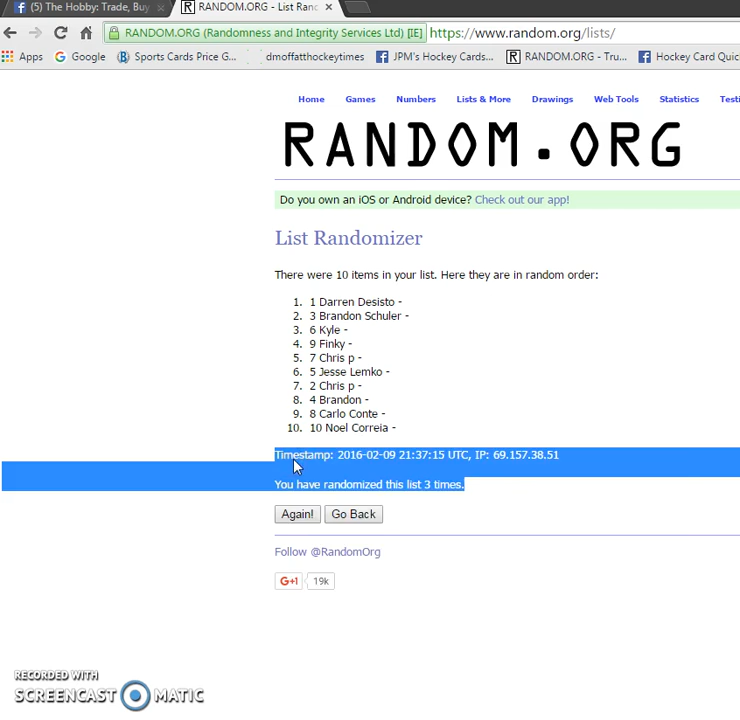 (5) The Hobby: Trade, Buy
RANDOM.ORG - List Ranc
RANDOM.ORG (Randomness and Integrity Services Ltd) [IE] https://www.random.org/lists/
Apps Google Sports Cards Price G... dmoffatthockeytimes JPM's Hockey Cards... RANDOM.ORG - Tru... Hockey Card Quic
Home Games Numbers Lists & More Drawings Web Tools Statistics Testi
RANDOM.ORG
Do you own an iOS or Android device? Check out our app!
List Randomizer
There were 10 items in your list. Here they are in random order:
1. 1 Darren Desisto -
2. 3 Brandon Schuler -
3. 6 Kyle -
4. 9 Finky -
5. 7 Chris p -
6. 5 Jesse Lemko -
7. 2 Chris p -
8. 4 Brandon -
9. 8 Carlo Conte -
10. 10 Noel Correia -
Timestamp: 2016-02-09 21:37:15 UTC, IP: 69.157.38.51
You have randomized this list 3 times.
Again! Go Back
Follow @RandomOrg
G+1 19k
RECORDED WITH
SCREENCAST MATIC